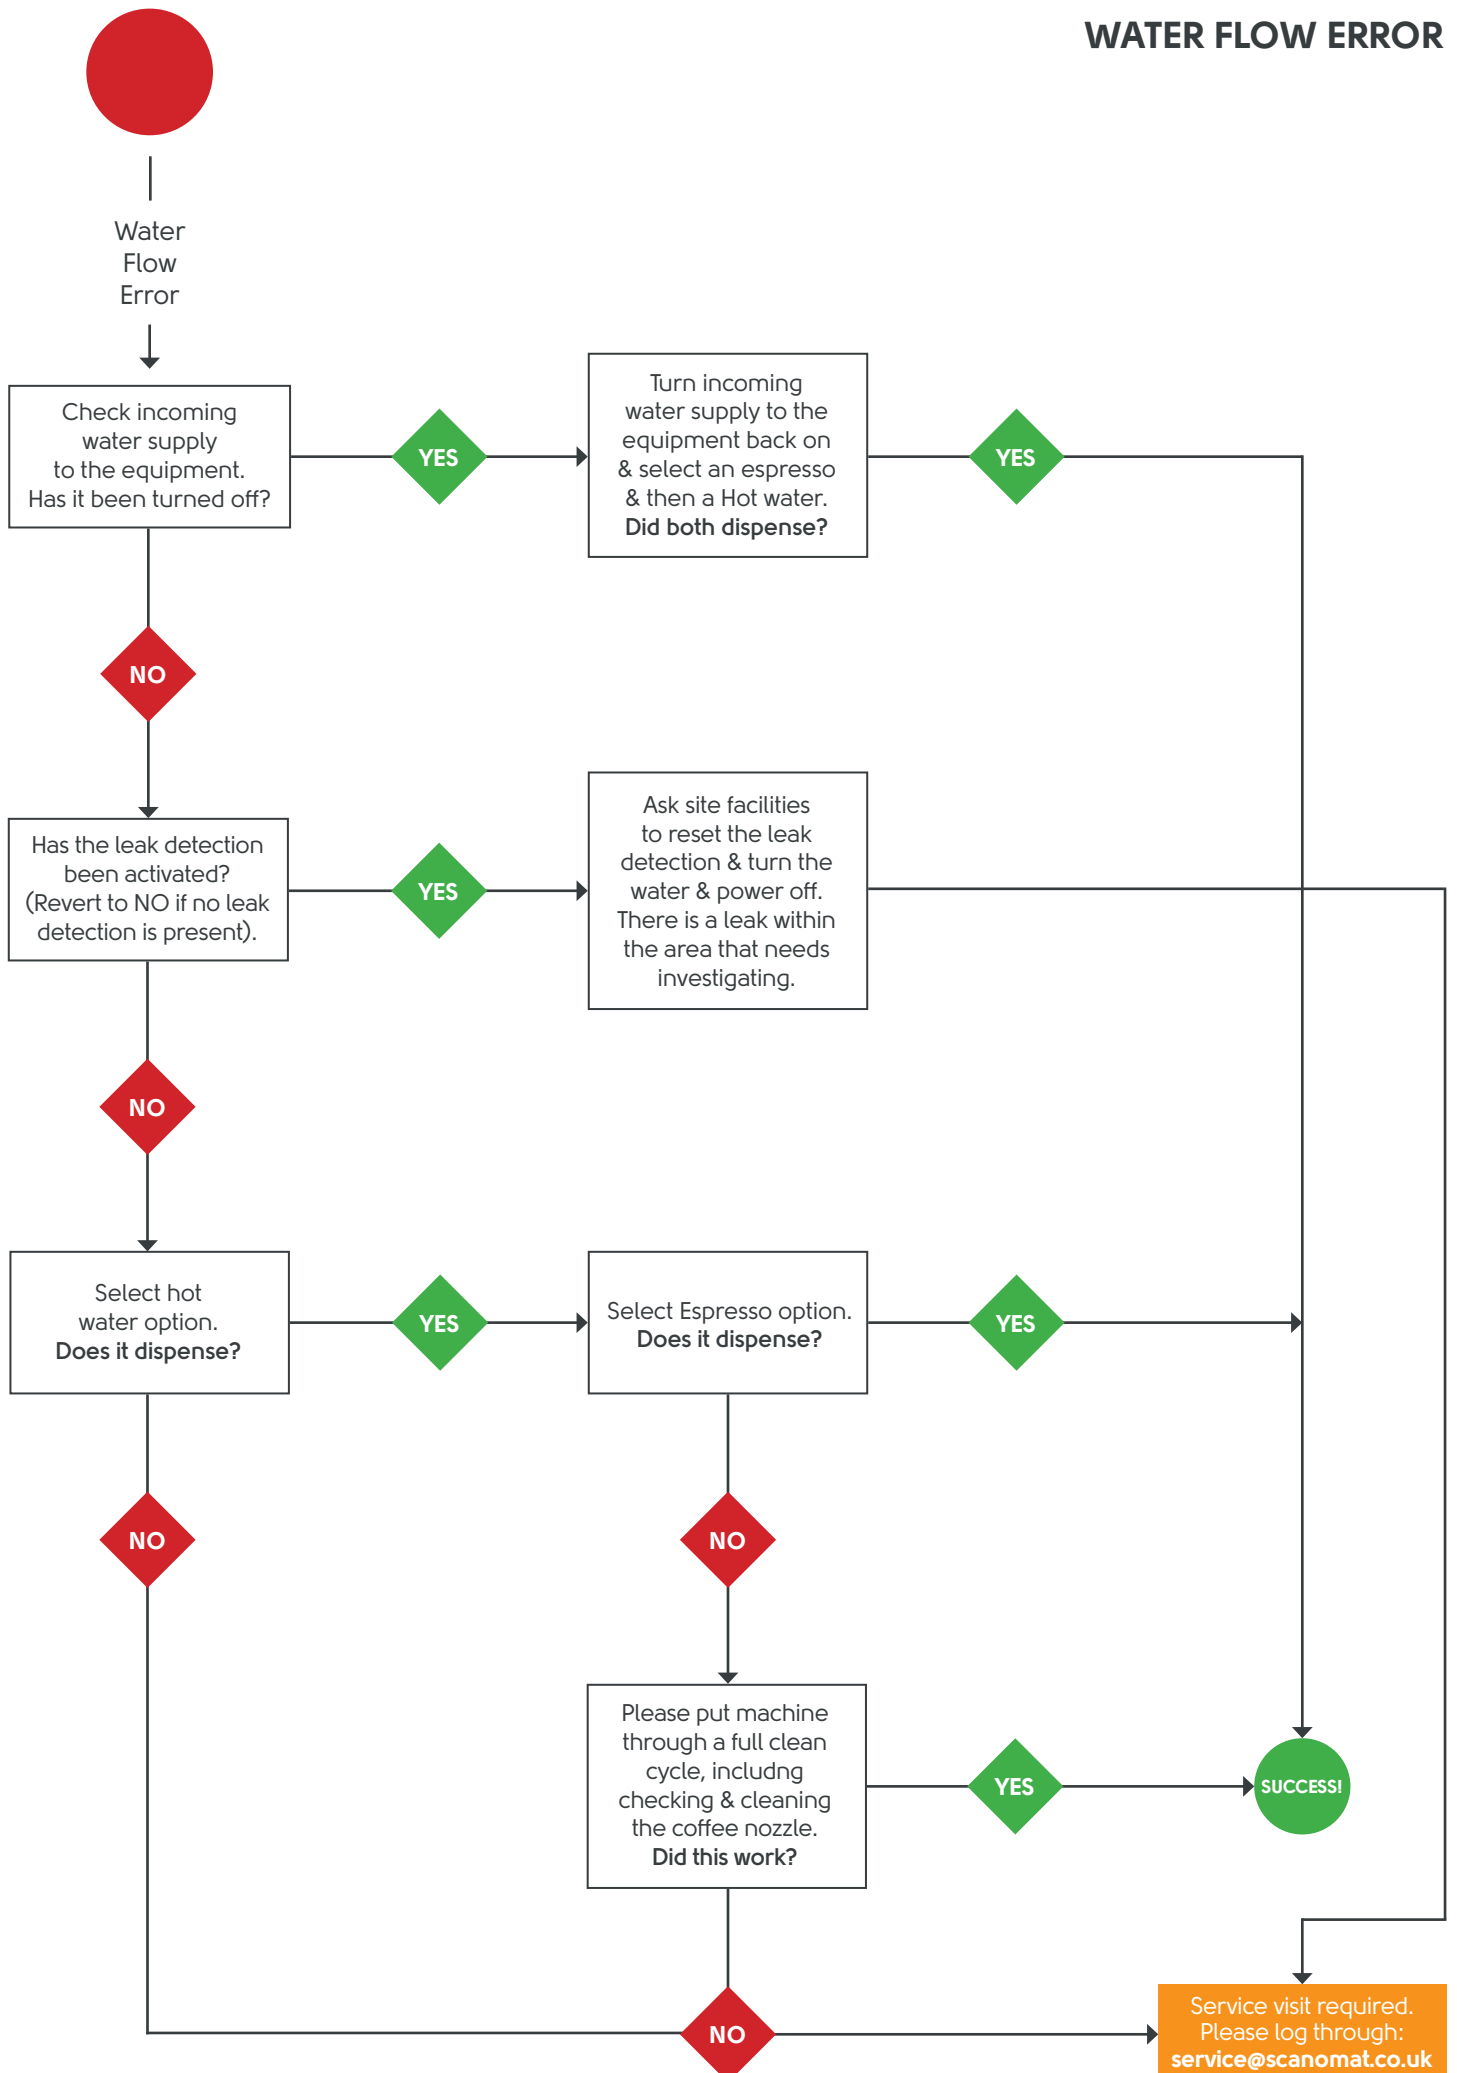 WATER FLOW ERROR
Water
Flow
Error
Check incoming
water supply
to the equipment.
Has it been turned off?
YES
Turn incoming
water supply to the
equipment back on
& select an espresso
& then a Hot water.
Did both dispense?
YES
NO
Has the leak detection
been activated?
(Revert to NO if no leak
detection is present).
YES
Ask site facilities
to reset the leak
detection & turn the
water & power off.
There is a leak within
the area that needs
investigating.
NO
Select hot
water option.
Does it dispense?
YES
Select Espresso option.
Does it dispense?
YES
NO
NO
Please put machine
through a full clean
cycle, includng
checking & cleaning
the coffee nozzle.
Did this work?
YES
SUCCESS!
NO
Service visit required.
Please log through:
service@scanomat.co.uk